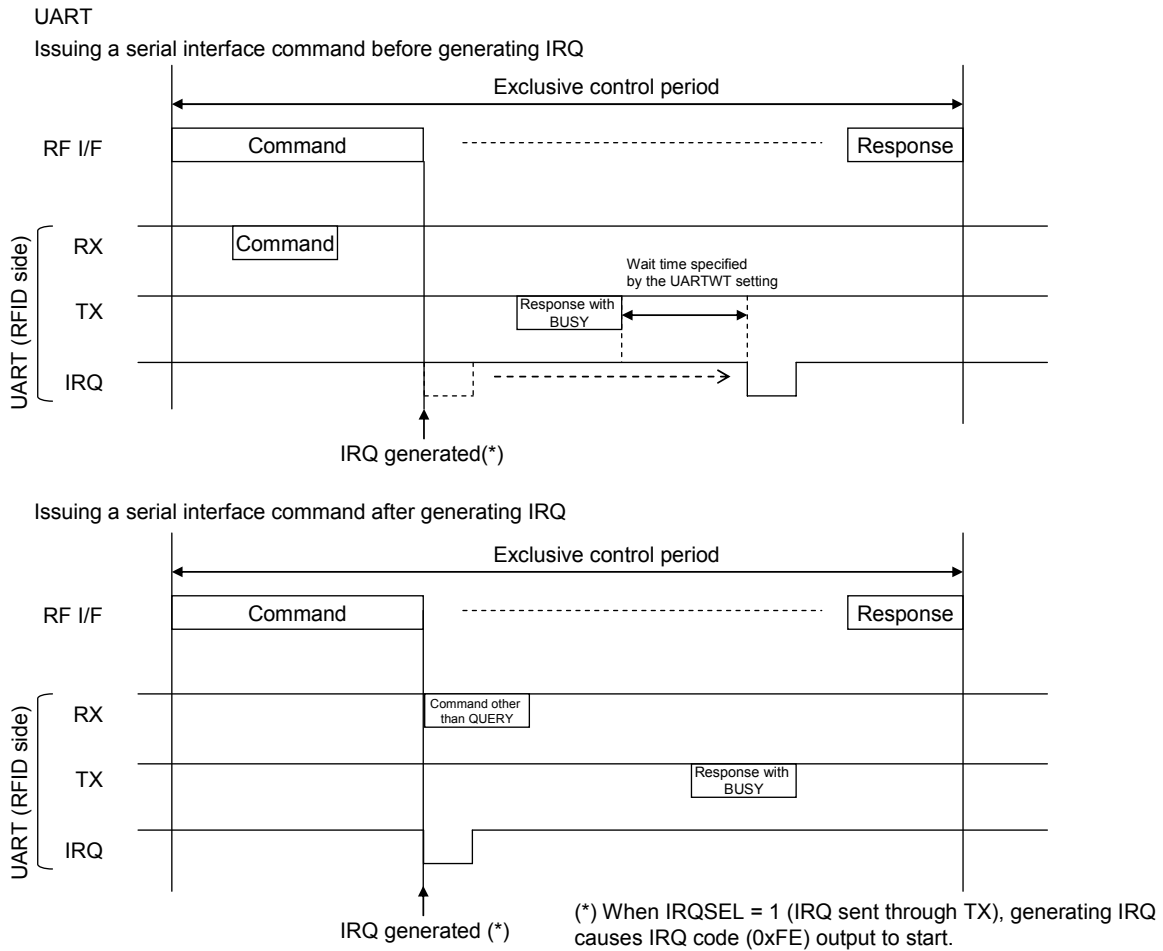 UART
Issuing a serial interface command before generating IRQ
Exclusive control period
RF I/F
Command
Response
UART (RFID side)
RX
Command
Wait time specified
by the UARTWT setting
TX
Response with
BUSY
IRQ
IRQ generated(*)
Issuing a serial interface command after generating IRQ
Exclusive control period
RF I/F
Command
Response
UART (RFID side)
RX
Command other
than QUERY
TX
Response with
BUSY
IRQ
IRQ generated (*)
(*) When IRQSEL = 1 (IRQ sent through TX), generating IRQ
causes IRQ code (0xFE) output to start.